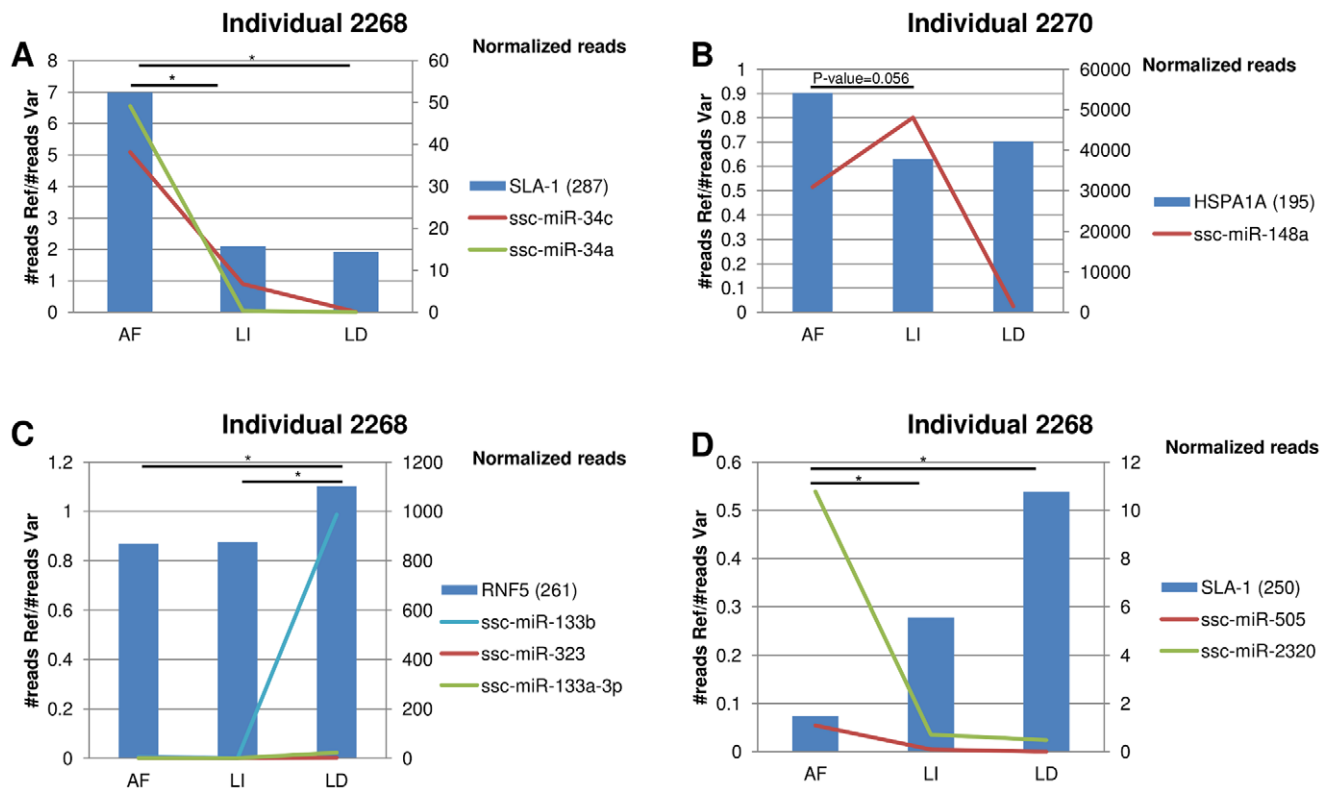 A
Individual 2268
Normalized reads
#reads Ref/#reads Var
8
7
6
5
4
3
2
1
0
*
*
60
50
40
30
20
10
0
AF LI LD
SLA-1 (287)
ssc-miR-34c
ssc-miR-34a
B
Individual 2270
Normalized reads
#reads Ref/#reads Var
1
0.9
0.8
0.7
0.6
0.5
0.4
0.3
0.2
0.1
0
P-value=0.056
60000
50000
40000
30000
20000
10000
0
AF LI LD
HSPA1A (195)
ssc-miR-148a
C
Individual 2268
Normalized reads
#reads Ref/#reads Var
1.2
1
0.8
0.6
0.4
0.2
0
*
*
1200
1000
800
600
400
200
0
AF LI LD
RNF5 (261)
ssc-miR-133b
ssc-miR-323
ssc-miR-133a-3p
D
Individual 2268
Normalized reads
#reads Ref/#reads Var
0.6
0.5
0.4
0.3
0.2
0.1
0
*
*
12
10
8
6
4
2
0
AF LI LD
SLA-1 (250)
ssc-miR-505
ssc-miR-2320